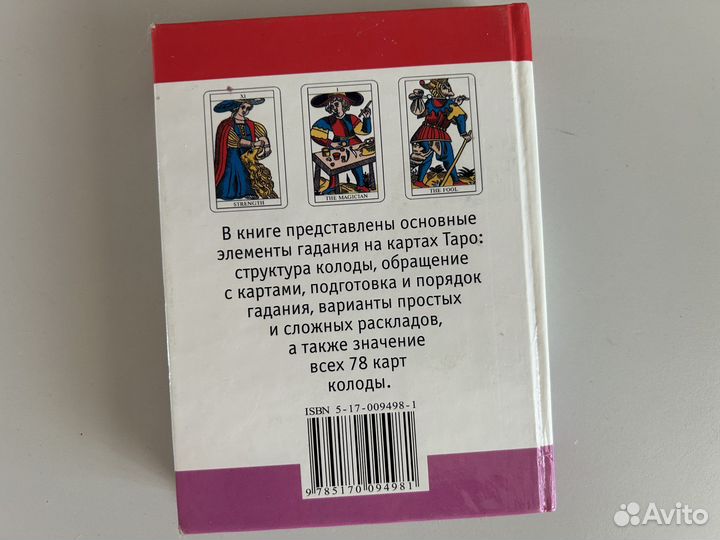 XI
STRENGTH
I
THE MAGICIAN
THE FOOL
В книге представлены основные
элементы гадания на картах Таро:
структура колоды, обращение
с картами, подготовка и порядок
гадания, варианты простых
и сложных раскладов,
а также значение
всех 78 карт
колоды.
ISBN 5-17-009498-1
9 785170 094981
Avito